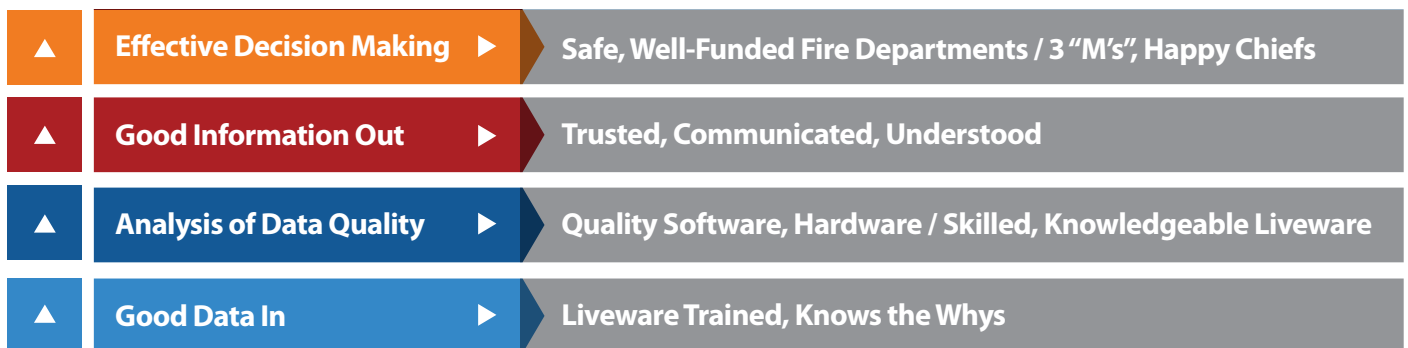 Effective Decision Making
Safe, Well-Funded Fire Departments / 3 “M’s”, Happy Chiefs
Good Information Out
Trusted, Communicated, Understood
Analysis of Data Quality
Quality Software, Hardware / Skilled, Knowledgeable Liveware
Good Data In
Liveware Trained, Knows the Whys